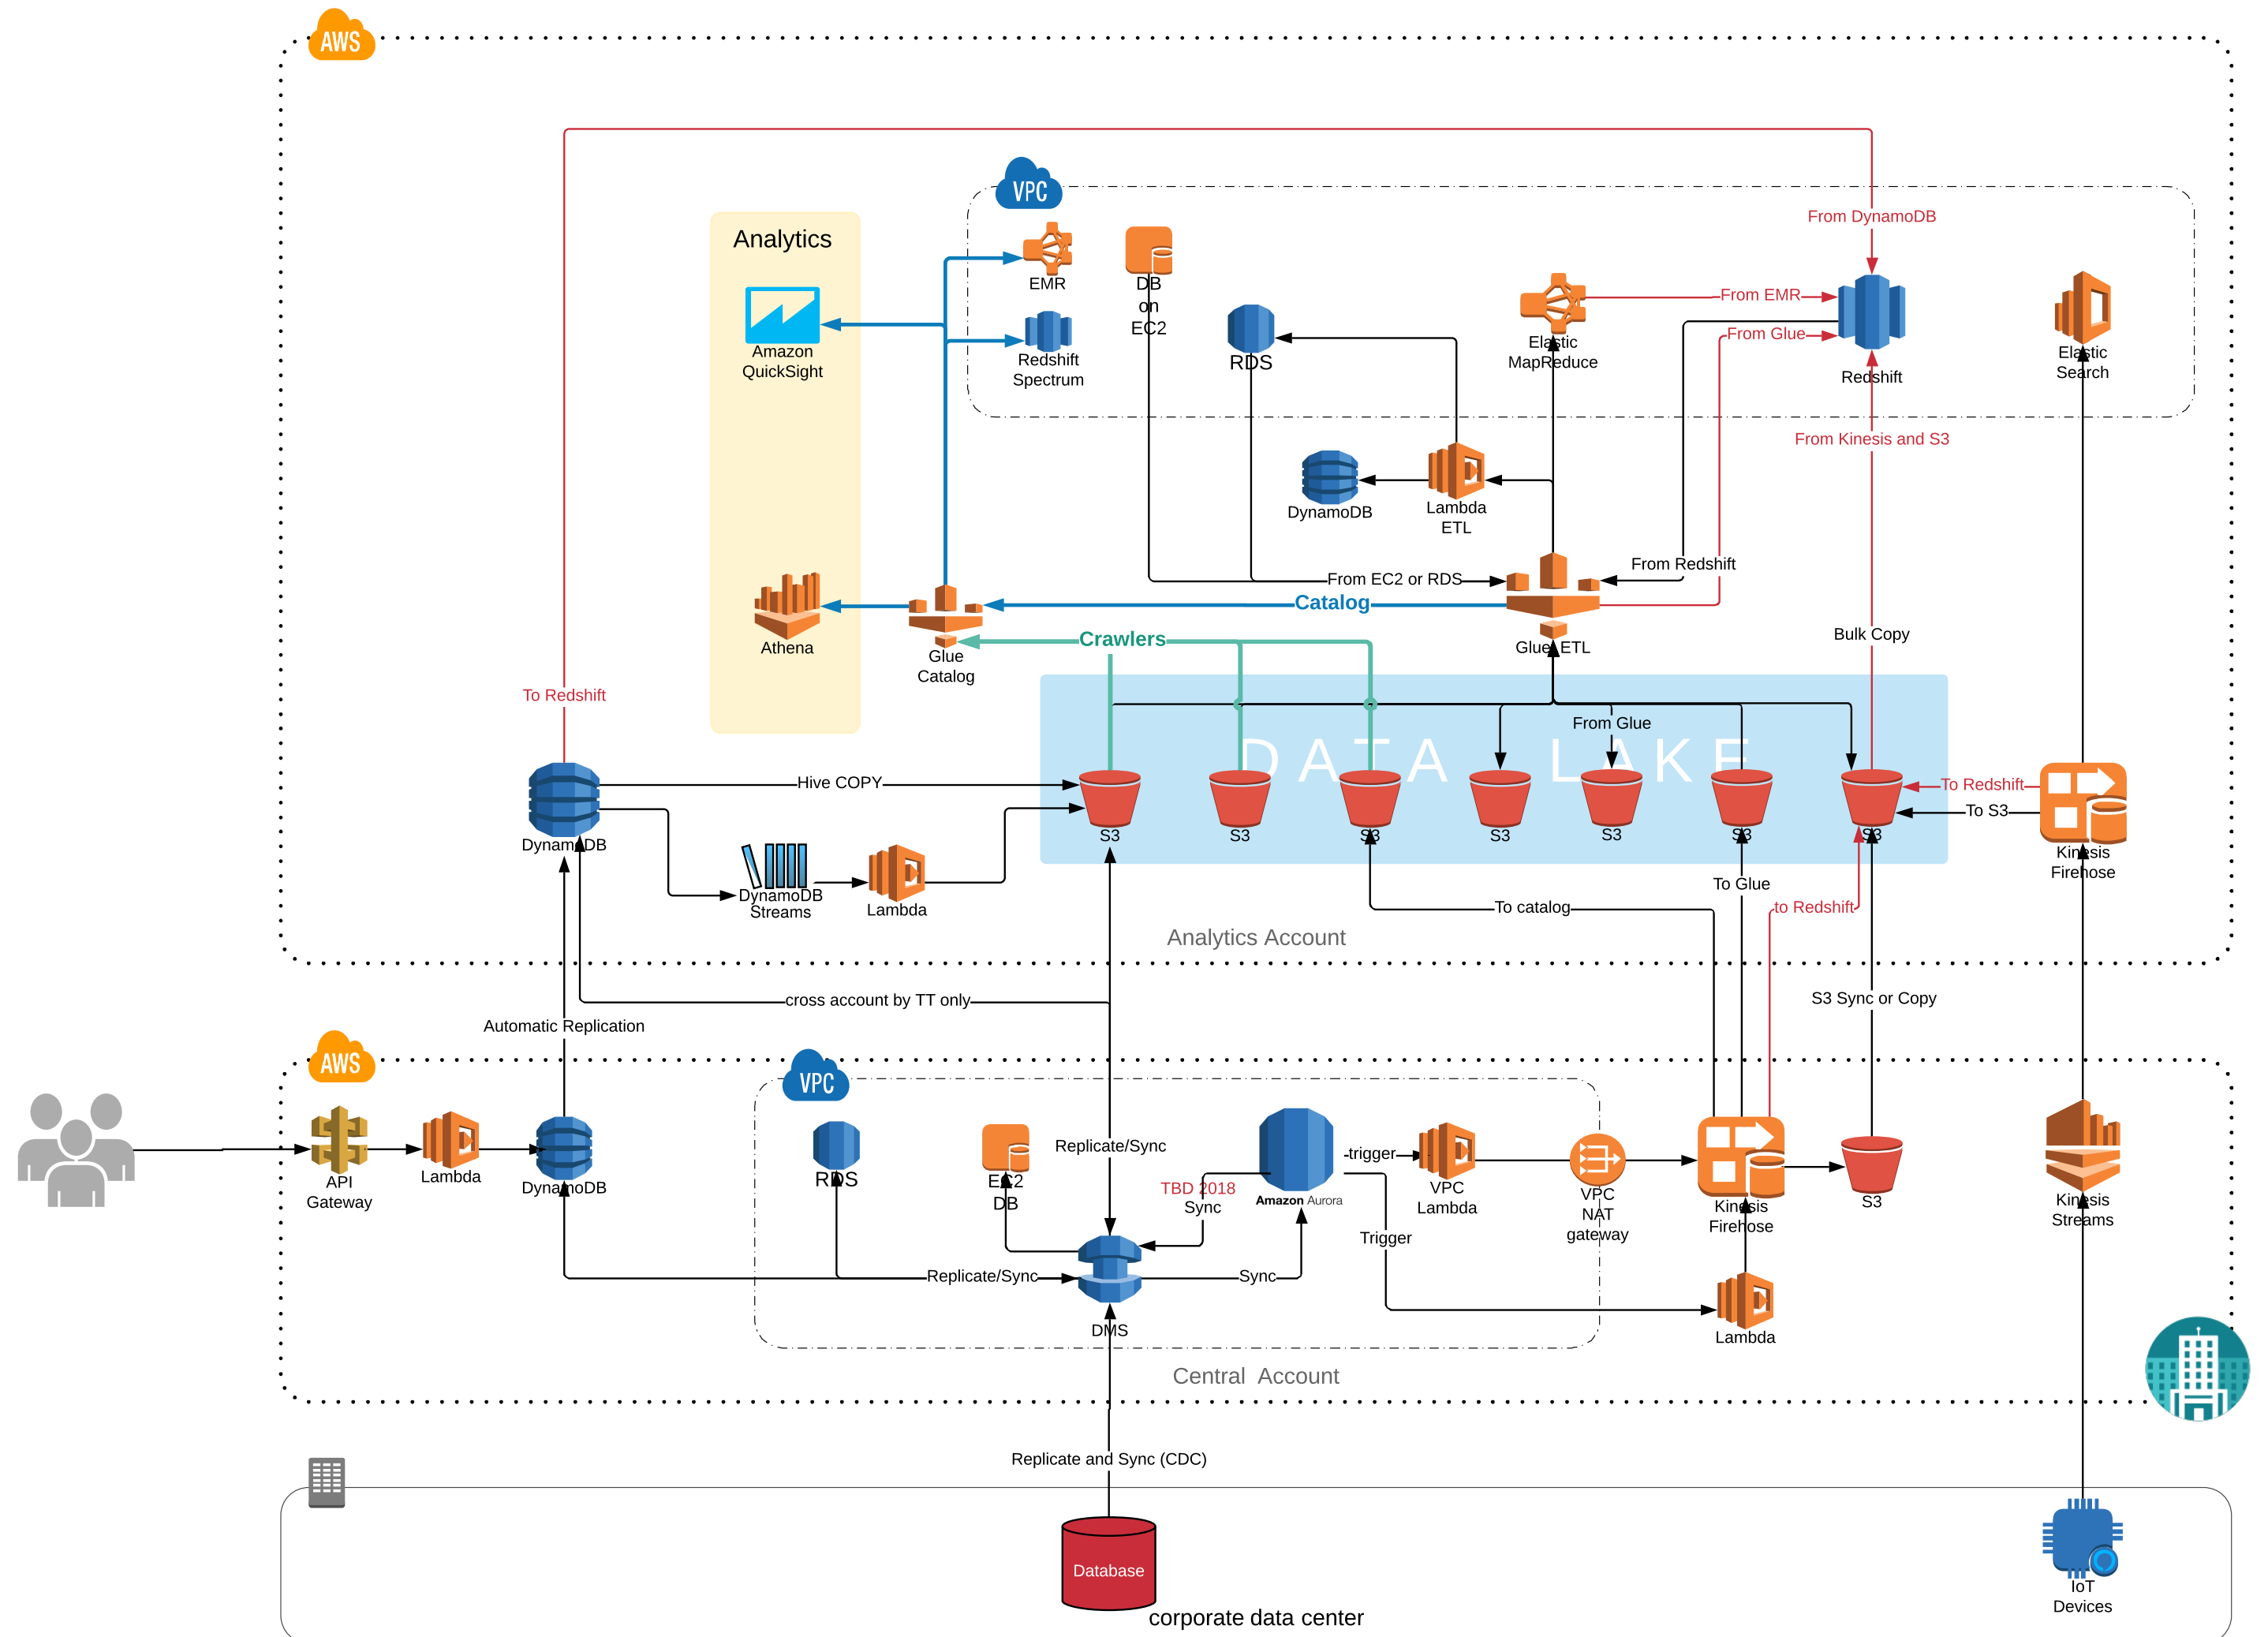 AWS
VPC
From DynamoDB
Analytics
EMR
DB
on
EC2
From EMR
From Glue
Amazon
QuickSight
Redshift
Spectrum
RDS
Elastic
MapReduce
Redshift
Elastic
Search
From Kinesis and S3
DynamoDB
Lambda
ETL
From Redshift
From EC2 or RDS
Catalog
Crawlers
Bulk Copy
Athena
Glue
Catalog
Glue ETL
To Redshift
From Glue
DATA LAKE
Hive COPY
To Redshift
To S3
S3
S3
S3
S3
S3
S3
S3
DynamoDB
Kinesis
Firehose
DynamoDB
Streams
Lambda
To Glue
To catalog
to Redshift
Analytics Account
cross account by TT only
S3 Sync or Copy
Automatic Replication
AWS
VPC
Replicate/Sync
trigger
API
Gateway
Lambda
DynamoDB
RDS
EC2
DB
TBD 2018
Sync
Amazon Aurora
VPC
Lambda
VPC
NAT
gateway
Kinesis
Firehose
S3
Kinesis
Streams
Trigger
Replicate/Sync
Sync
DMS
Lambda
Central Account
Replicate and Sync (CDC)
Database
IoT
Devices
corporate data center